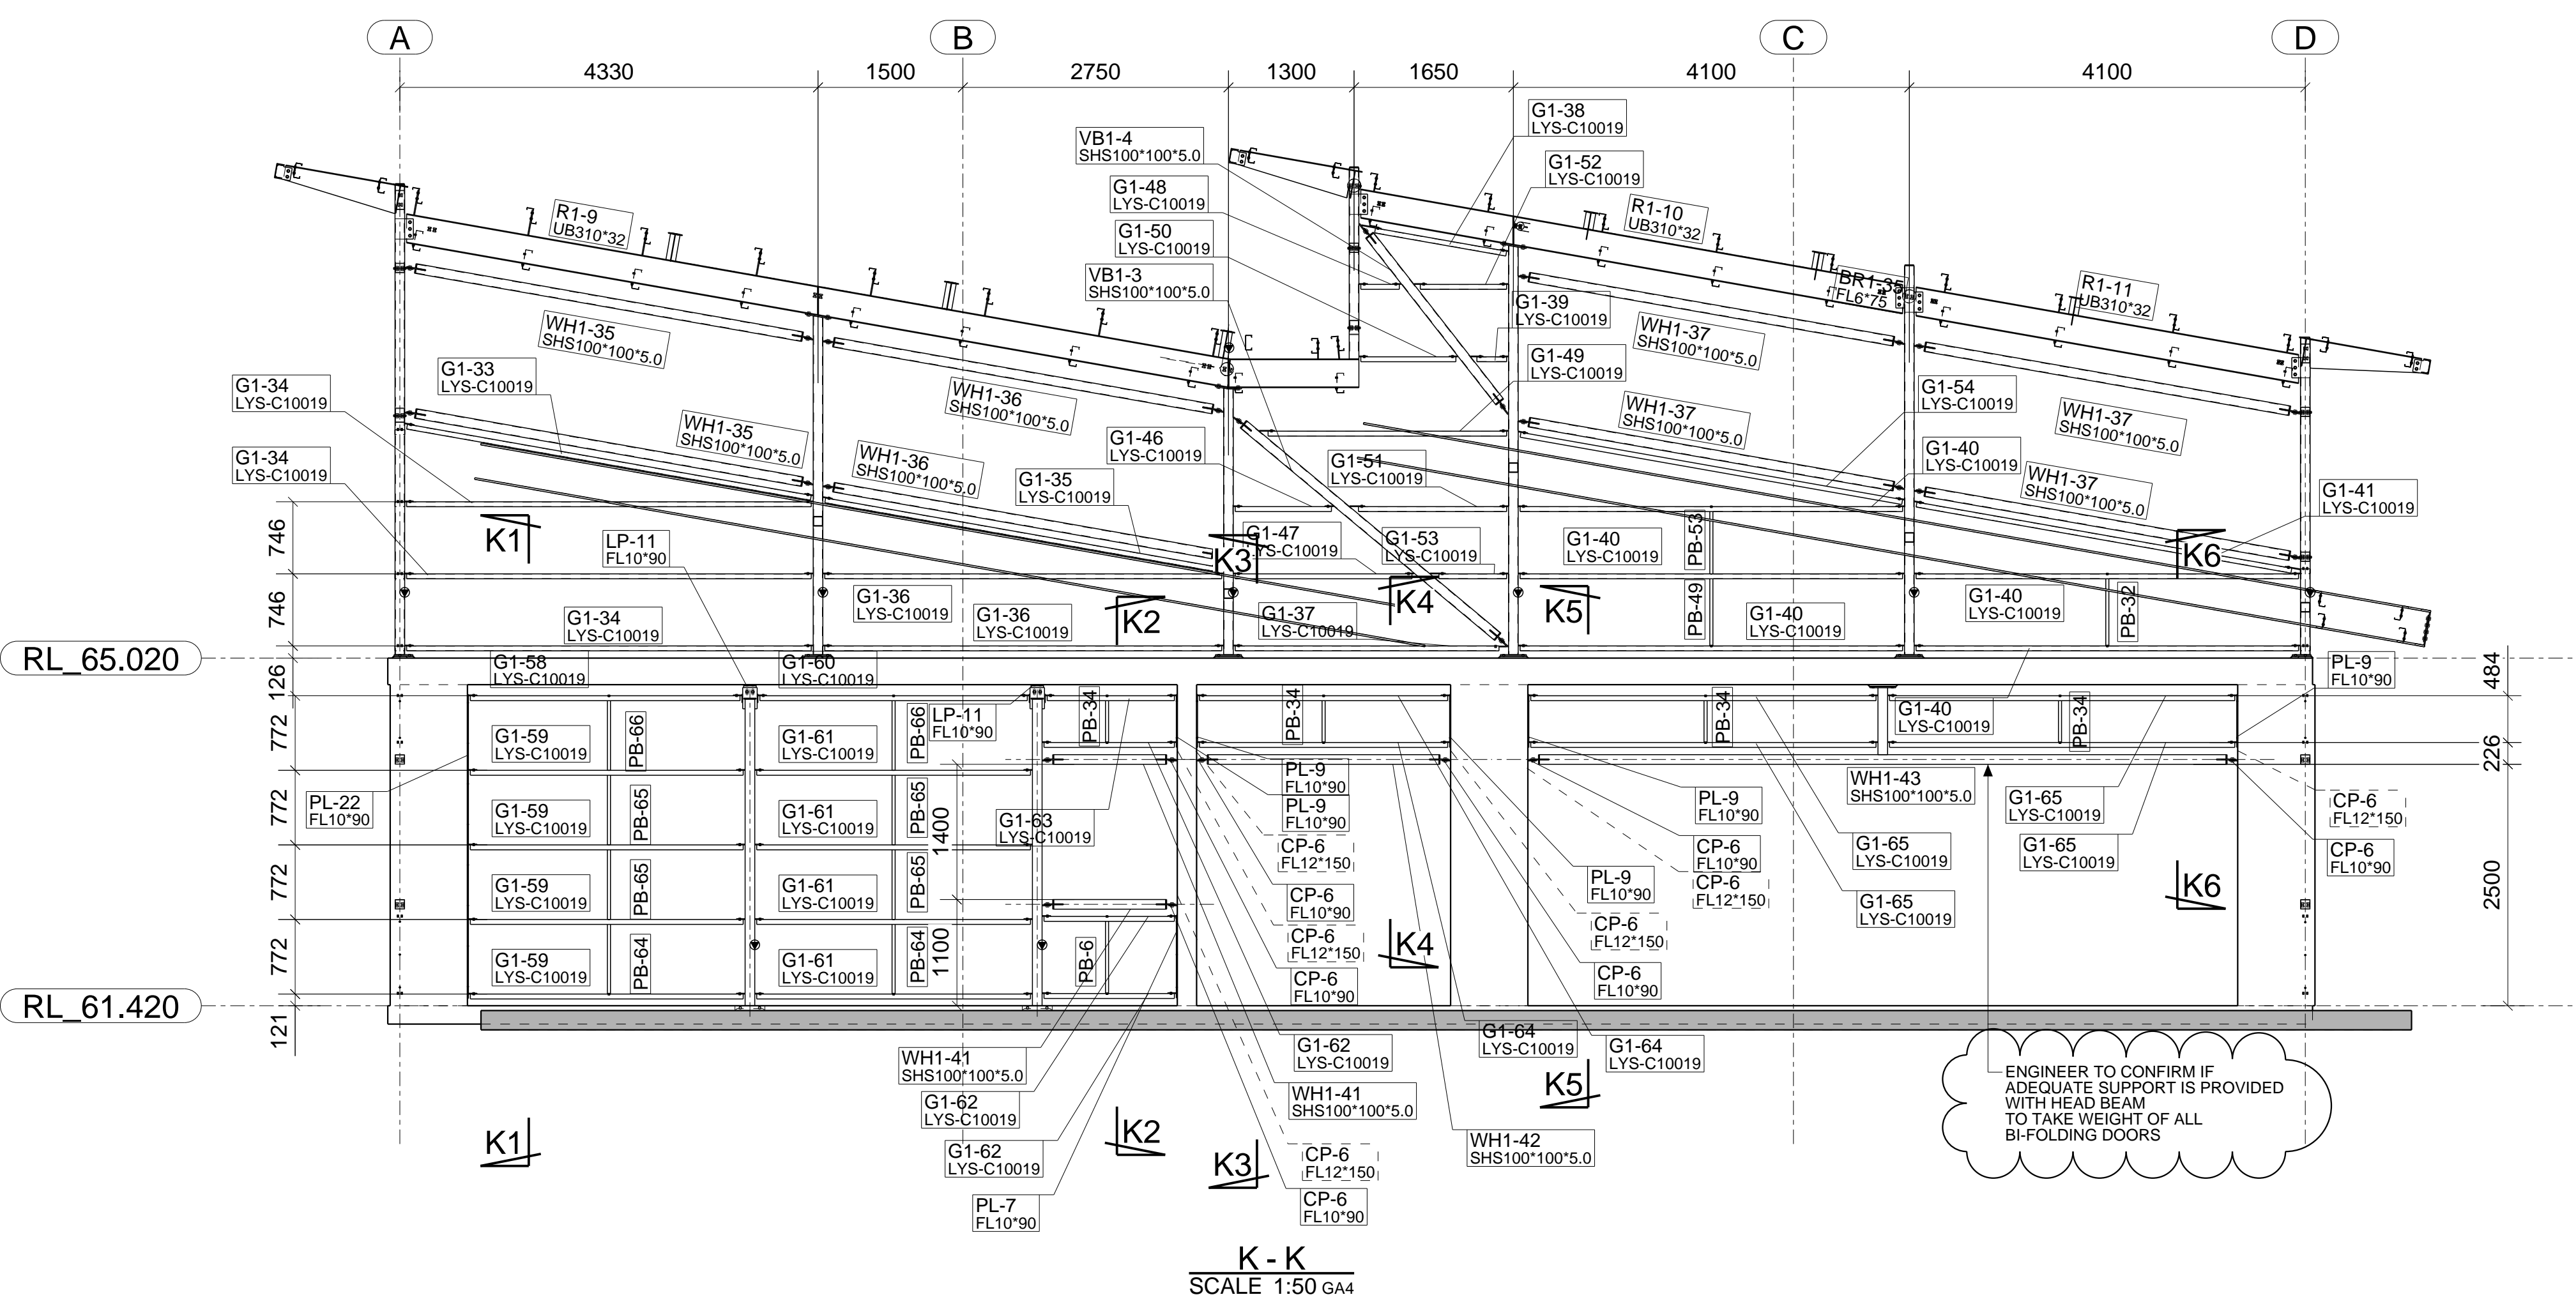 A
B
C
D
4330
1500
2750
1300
1650
4100
4100
G1-38
LYS-C10019
VB1-4
SHS100*100*5.0
G1-52
LYS-C10019
G1-48
LYS-C10019
R1-9
UB310*32
R1-10
UB310*32
G1-50
LYS-C10019
VB1-3
SHS100*100*5.0
BR1-35
FL6*75
R1-11
UB310*32
G1-39
LYS-C10019
WH1-35
SHS100*100*5.0
WH1-37
SHS100*100*5.0
G1-33
LYS-C10019
G1-49
LYS-C10019
G1-34
LYS-C10019
WH1-36
SHS100*100*5.0
G1-54
LYS-C10019
WH1-37
SHS100*100*5.0
WH1-37
SHS100*100*5.0
WH1-35
SHS100*100*5.0
G1-46
LYS-C10019
G1-34
LYS-C10019
WH1-36
SHS100*100*5.0
G1-35
LYS-C10019
G1-51
LYS-C10019
G1-40
LYS-C10019
WH1-37
SHS100*100*5.0
G1-41
LYS-C10019
746
K1
LP-11
FL10*90
K3
G1-47
LYS-C10019
G1-53
LYS-C10019
G1-40
LYS-C10019
PB-53
K6
746
G1-34
LYS-C10019
G1-36
LYS-C10019
G1-36
LYS-C10019
K2
G1-37
LYS-C10019
K4
K5
PB-49
G1-40
LYS-C10019
G1-40
LYS-C10019
PB-32
RL_65.020
126
G1-58
LYS-C10019
G1-60
LYS-C10019
PL-9
FL10*90
484
772
G1-59
LYS-C10019
PB-66
G1-61
LYS-C10019
PB-66
LP-11
FL10*90
PB-34
PB-34
PB-34
G1-40
LYS-C10019
PB-34
226
PL-22
FL10*90
PL-9
FL10*90
PL-9
FL10*90
PL-9
FL10*90
WH1-43
SHS100*100*5.0
G1-65
LYS-C10019
CP-6
FL12*150
772
G1-59
LYS-C10019
PB-65
G1-61
LYS-C10019
PB-65
1400
G1-63
LYS-C10019
CP-6
FL12*150
CP-6
FL10*90
G1-65
LYS-C10019
G1-65
LYS-C10019
CP-6
FL10*90
772
G1-59
LYS-C10019
PB-65
G1-61
LYS-C10019
PB-65
CP-6
FL10*90
PL-9
FL10*90
CP-6
FL12*150
G1-65
LYS-C10019
K6
2500
772
G1-59
LYS-C10019
PB-64
G1-61
LYS-C10019
PB-64
1100
PB-6
CP-6
FL12*150
CP-6
FL10*90
K4
CP-6
FL12*150
CP-6
FL10*90
RL_61.420
121
WH1-41
SHS100*100*5.0
G1-62
LYS-C10019
G1-64
LYS-C10019
G1-64
LYS-C10019
G1-62
LYS-C10019
WH1-41
SHS100*100*5.0
K5
ENGINEER TO CONFIRM IF
ADEQUATE SUPPORT IS PROVIDED
WITH HEAD BEAM
TO TAKE WEIGHT OF ALL
BI-FOLDING DOORS
K1
G1-62
LYS-C10019
K2
K3
CP-6
FL12*150
WH1-42
SHS100*100*5.0
PL-7
FL10*90
CP-6
FL10*90
K - K
SCALE 1:50 GA4